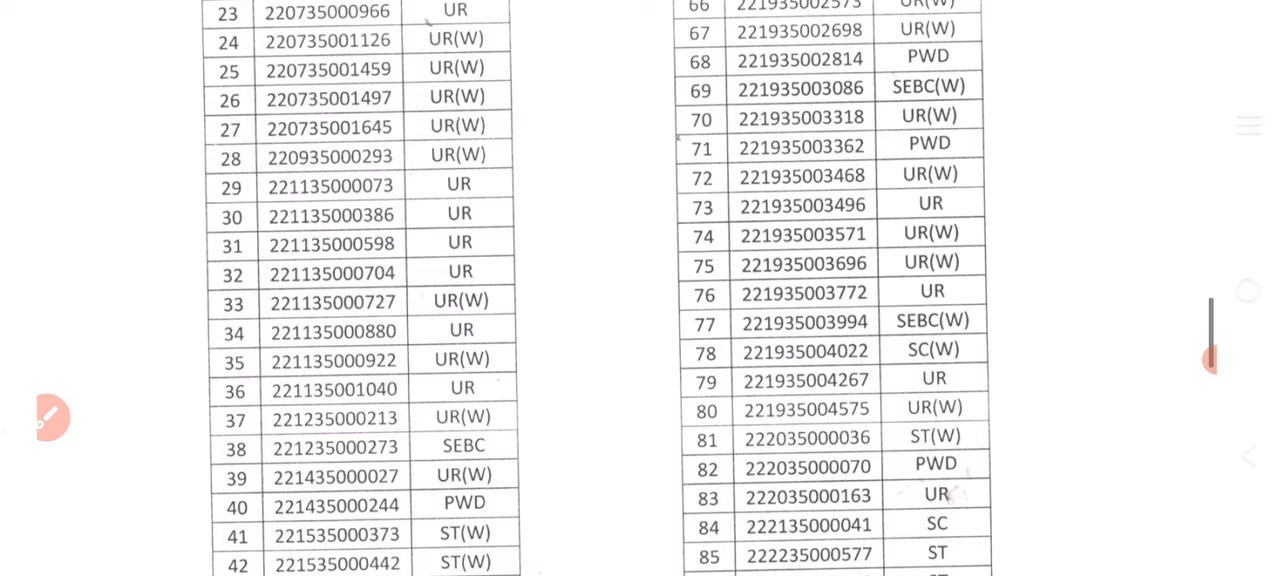 23 220735000966 UR
24 220735001126 UR(W)
25 220735001459 UR(W)
26 220735001497 UR(W)
27 220735001645 UR(W)
28 220935000293 UR(W)
29 221135000073 UR
30 221135000386 UR
31 221135000598 UR
32 221135000704 UR
33 221135000727 UR(W)
34 221135000880 UR
35 221135000922 UR(W)
36 221135001040 UR
37 221235000213 UR(W)
38 221235000273 SEBC
39 221435000027 UR(W)
40 221435000244 PWD
41 221535000373 ST(W)
42 221535000442 ST(W)
66 221935002573 UR(W)
67 221935002698 UR(W)
68 221935002814 PWD
69 221935003086 SEBC(W)
70 221935003318 UR(W)
71 221935003362 PWD
72 221935003468 UR(W)
73 221935003496 UR
74 221935003571 UR(W)
75 221935003696 UR(W)
76 221935003772 UR
77 221935003994 SEBC(W)
78 221935004022 SC(W)
79 221935004267 UR
80 221935004575 UR(W)
81 222035000036 ST(W)
82 222035000070 PWD
83 222035000163 UR
84 222135000041 SC
85 222235000577 ST